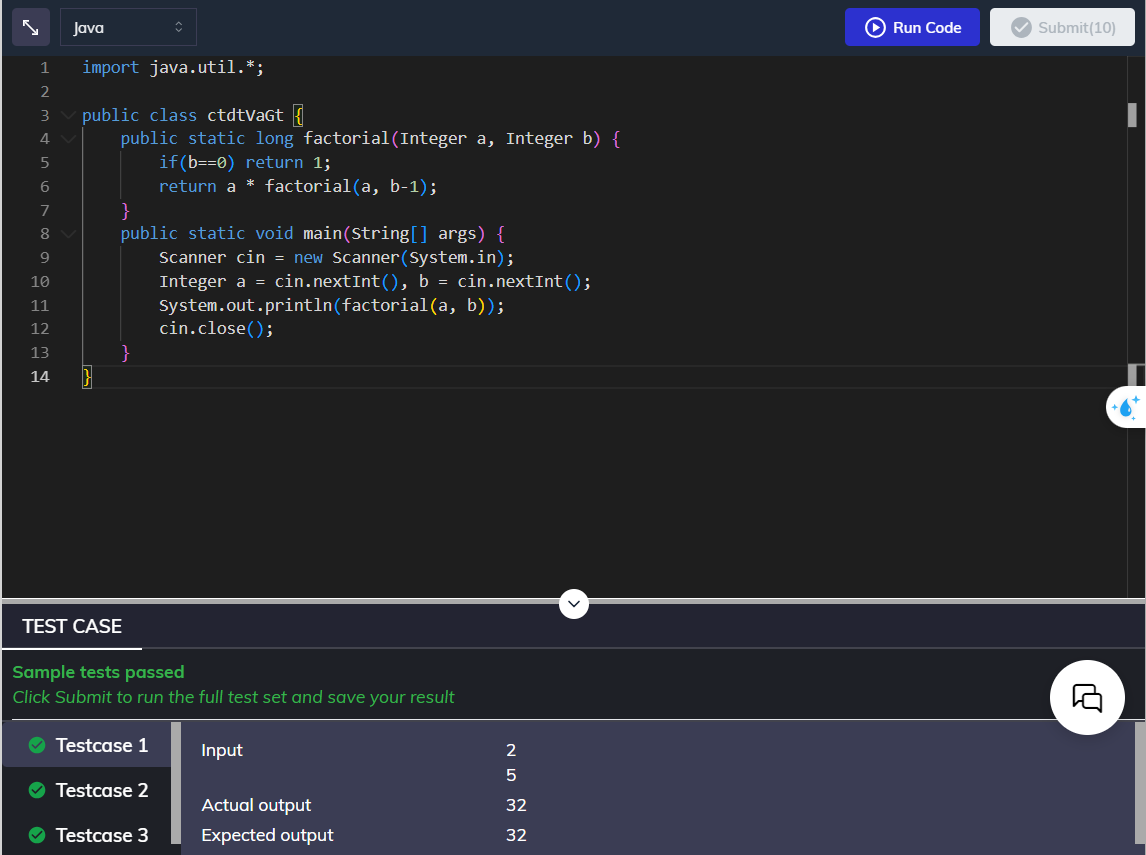 Java
Run Code
Submit(10)
1 import java.util.*;
2
3 public class ctdtVaGt {
4     public static long factorial(Integer a, Integer b) {
5         if(b==0) return 1;
6         return a * factorial(a, b-1);
7     }
8     public static void main(String[] args) {
9         Scanner cin = new Scanner(System.in);
10         Integer a = cin.nextInt(), b = cin.nextInt();
11         System.out.println(factorial(a, b));
12         cin.close();
13     }
14 }
TEST CASE
Sample tests passed
Click Submit to run the full test set and save your result
Testcase 1
Testcase 2
Testcase 3
Input 2
5
Actual output 32
Expected output 32